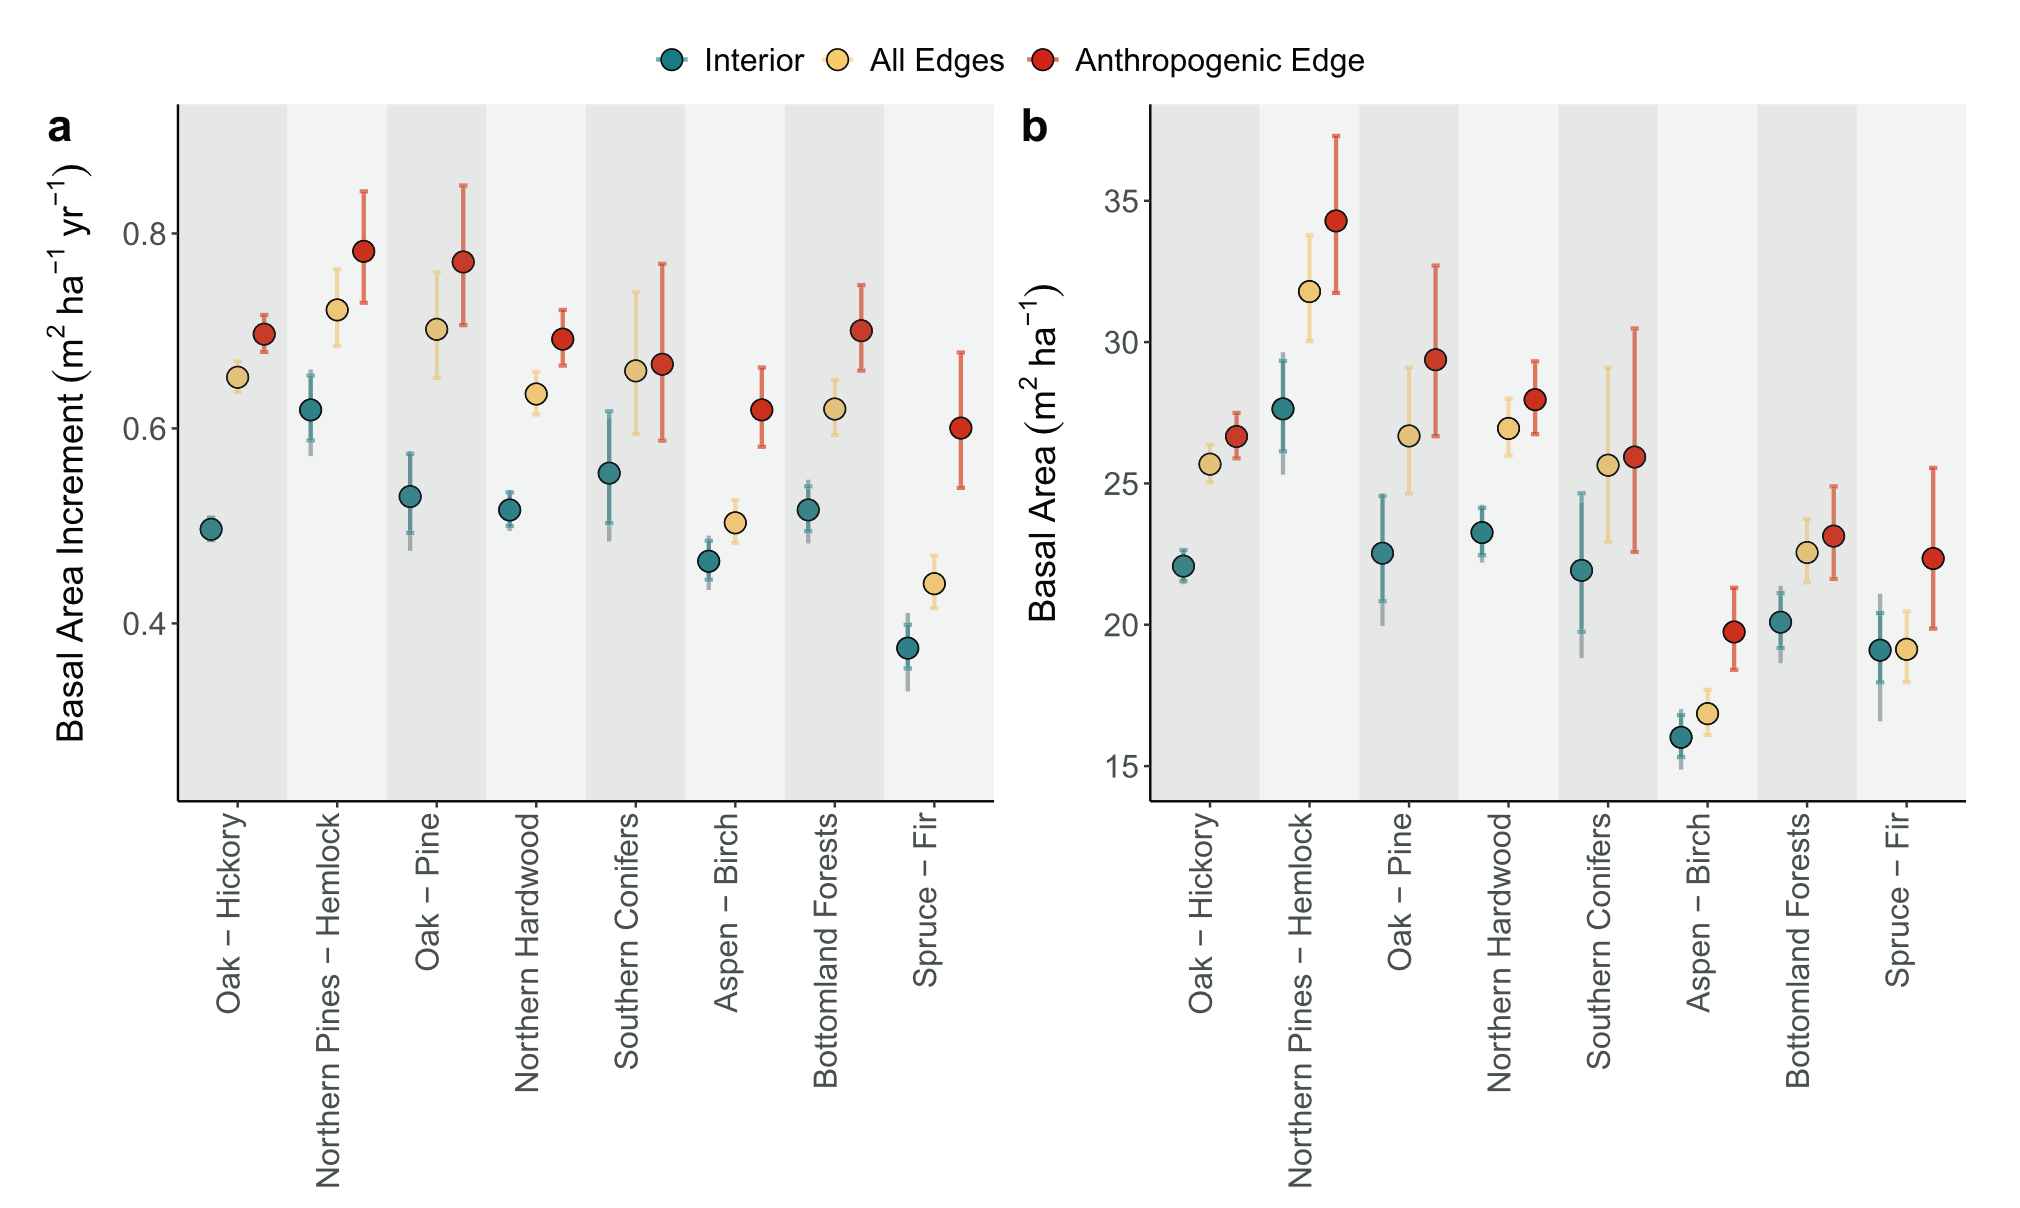 Interior All Edges Anthropogenic Edge
a
Basal Area Increment (m² ha⁻¹ yr⁻¹)
0.8
0.6
0.4
Oak − Hickory
Northern Pines − Hemlock
Oak − Pine
Northern Hardwood
Southern Conifers
Aspen − Birch
Bottomland Forests
Spruce − Fir
b
Basal Area (m² ha⁻¹)
35
30
25
20
15
Oak − Hickory
Northern Pines − Hemlock
Oak − Pine
Northern Hardwood
Southern Conifers
Aspen − Birch
Bottomland Forests
Spruce − Fir